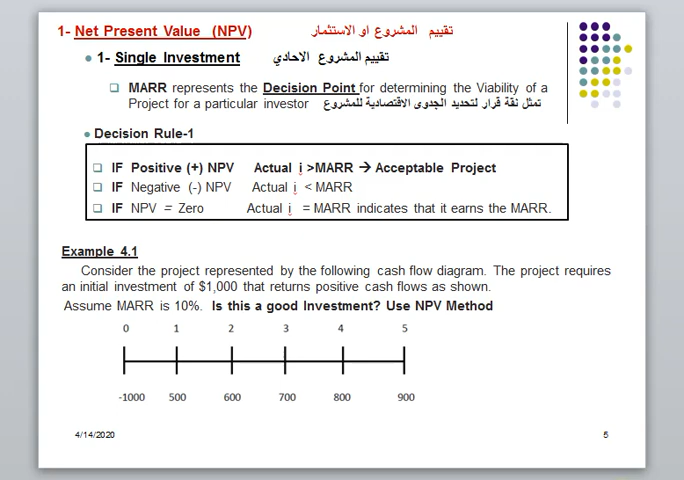 1- Net Present Value (NPV) تقييم المشروع او الاستثمار
1- Single Investment تقييم المشروع الاحادي
MARR represents the Decision Point for determining the Viability of a
Project for a particular investor تمثل نقة قرار لتحديد الجدوى الاقتصادية للمشروع
Decision Rule-1
IF Positive (+) NPV Actual i >MARR → Acceptable Project
IF Negative (-) NPV Actual i < MARR
IF NPV = Zero Actual i = MARR indicates that it earns the MARR.
Example 4.1
Consider the project represented by the following cash flow diagram. The project requires
an initial investment of $1,000 that returns positive cash flows as shown.
Assume MARR is 10%. Is this a good Investment? Use NPV Method
0 1 2 3 4 5
-1000 500 600 700 800 900
4/14/2020 5